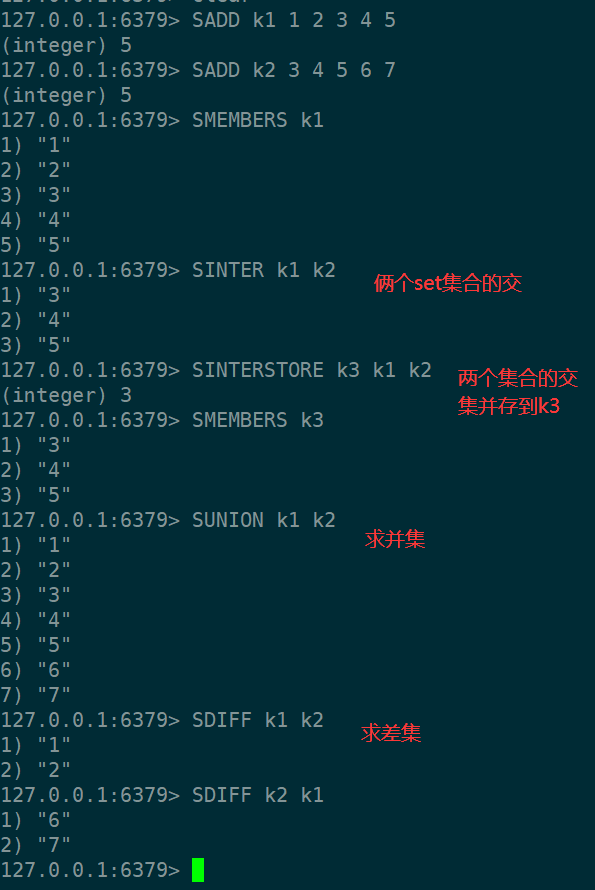 127.0.0.1:6379> SADD k1 1 2 3 4 5
(integer) 5
127.0.0.1:6379> SADD k2 3 4 5 6 7
(integer) 5
127.0.0.1:6379> SMEMBERS k1
1) "1"
2) "2"
3) "3"
4) "4"
5) "5"
127.0.0.1:6379> SINTER k1 k2
俩个set集合的交
1) "3"
2) "4"
3) "5"
127.0.0.1:6379> SINTERSTORE k3 k1 k2
两个集合的交
集并存到k3
(integer) 3
127.0.0.1:6379> SMEMBERS k3
1) "3"
2) "4"
3) "5"
127.0.0.1:6379> SUNION k1 k2
求并集
1) "1"
2) "2"
3) "3"
4) "4"
5) "5"
6) "6"
7) "7"
127.0.0.1:6379> SDIFF k1 k2
求差集
1) "1"
2) "2"
127.0.0.1:6379> SDIFF k2 k1
1) "6"
2) "7"
127.0.0.1:6379>